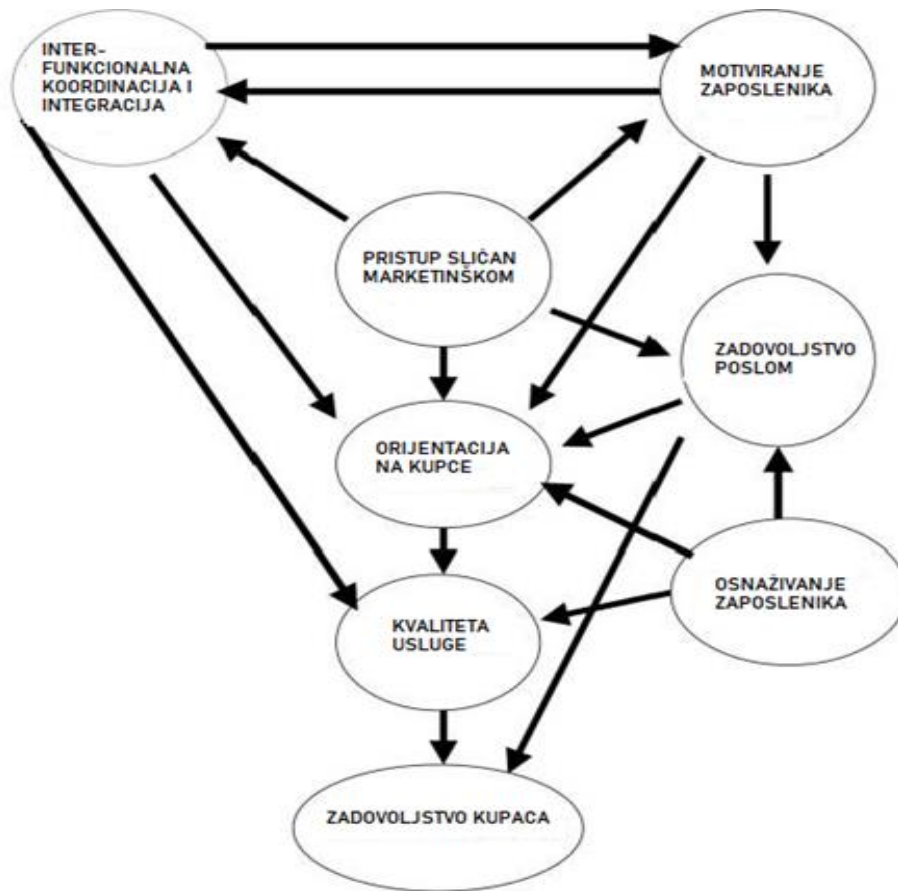 INTER-
FUNKCIONALNA
KOORDINACIJA I
INTEGRACIJA
MOTIVIRANJE
ZAPOSLENIKA
PRISTUP SLIČAN
MARKETINŠKOM
ZADOVOLJSTVO
POSLOM
ORIJENTACIJA
NA KUPCE
OSNAŽIVANJE
ZAPOSLENIKA
KVALITETA
USLUGE
ZADOVOLJSTVO KUPACA